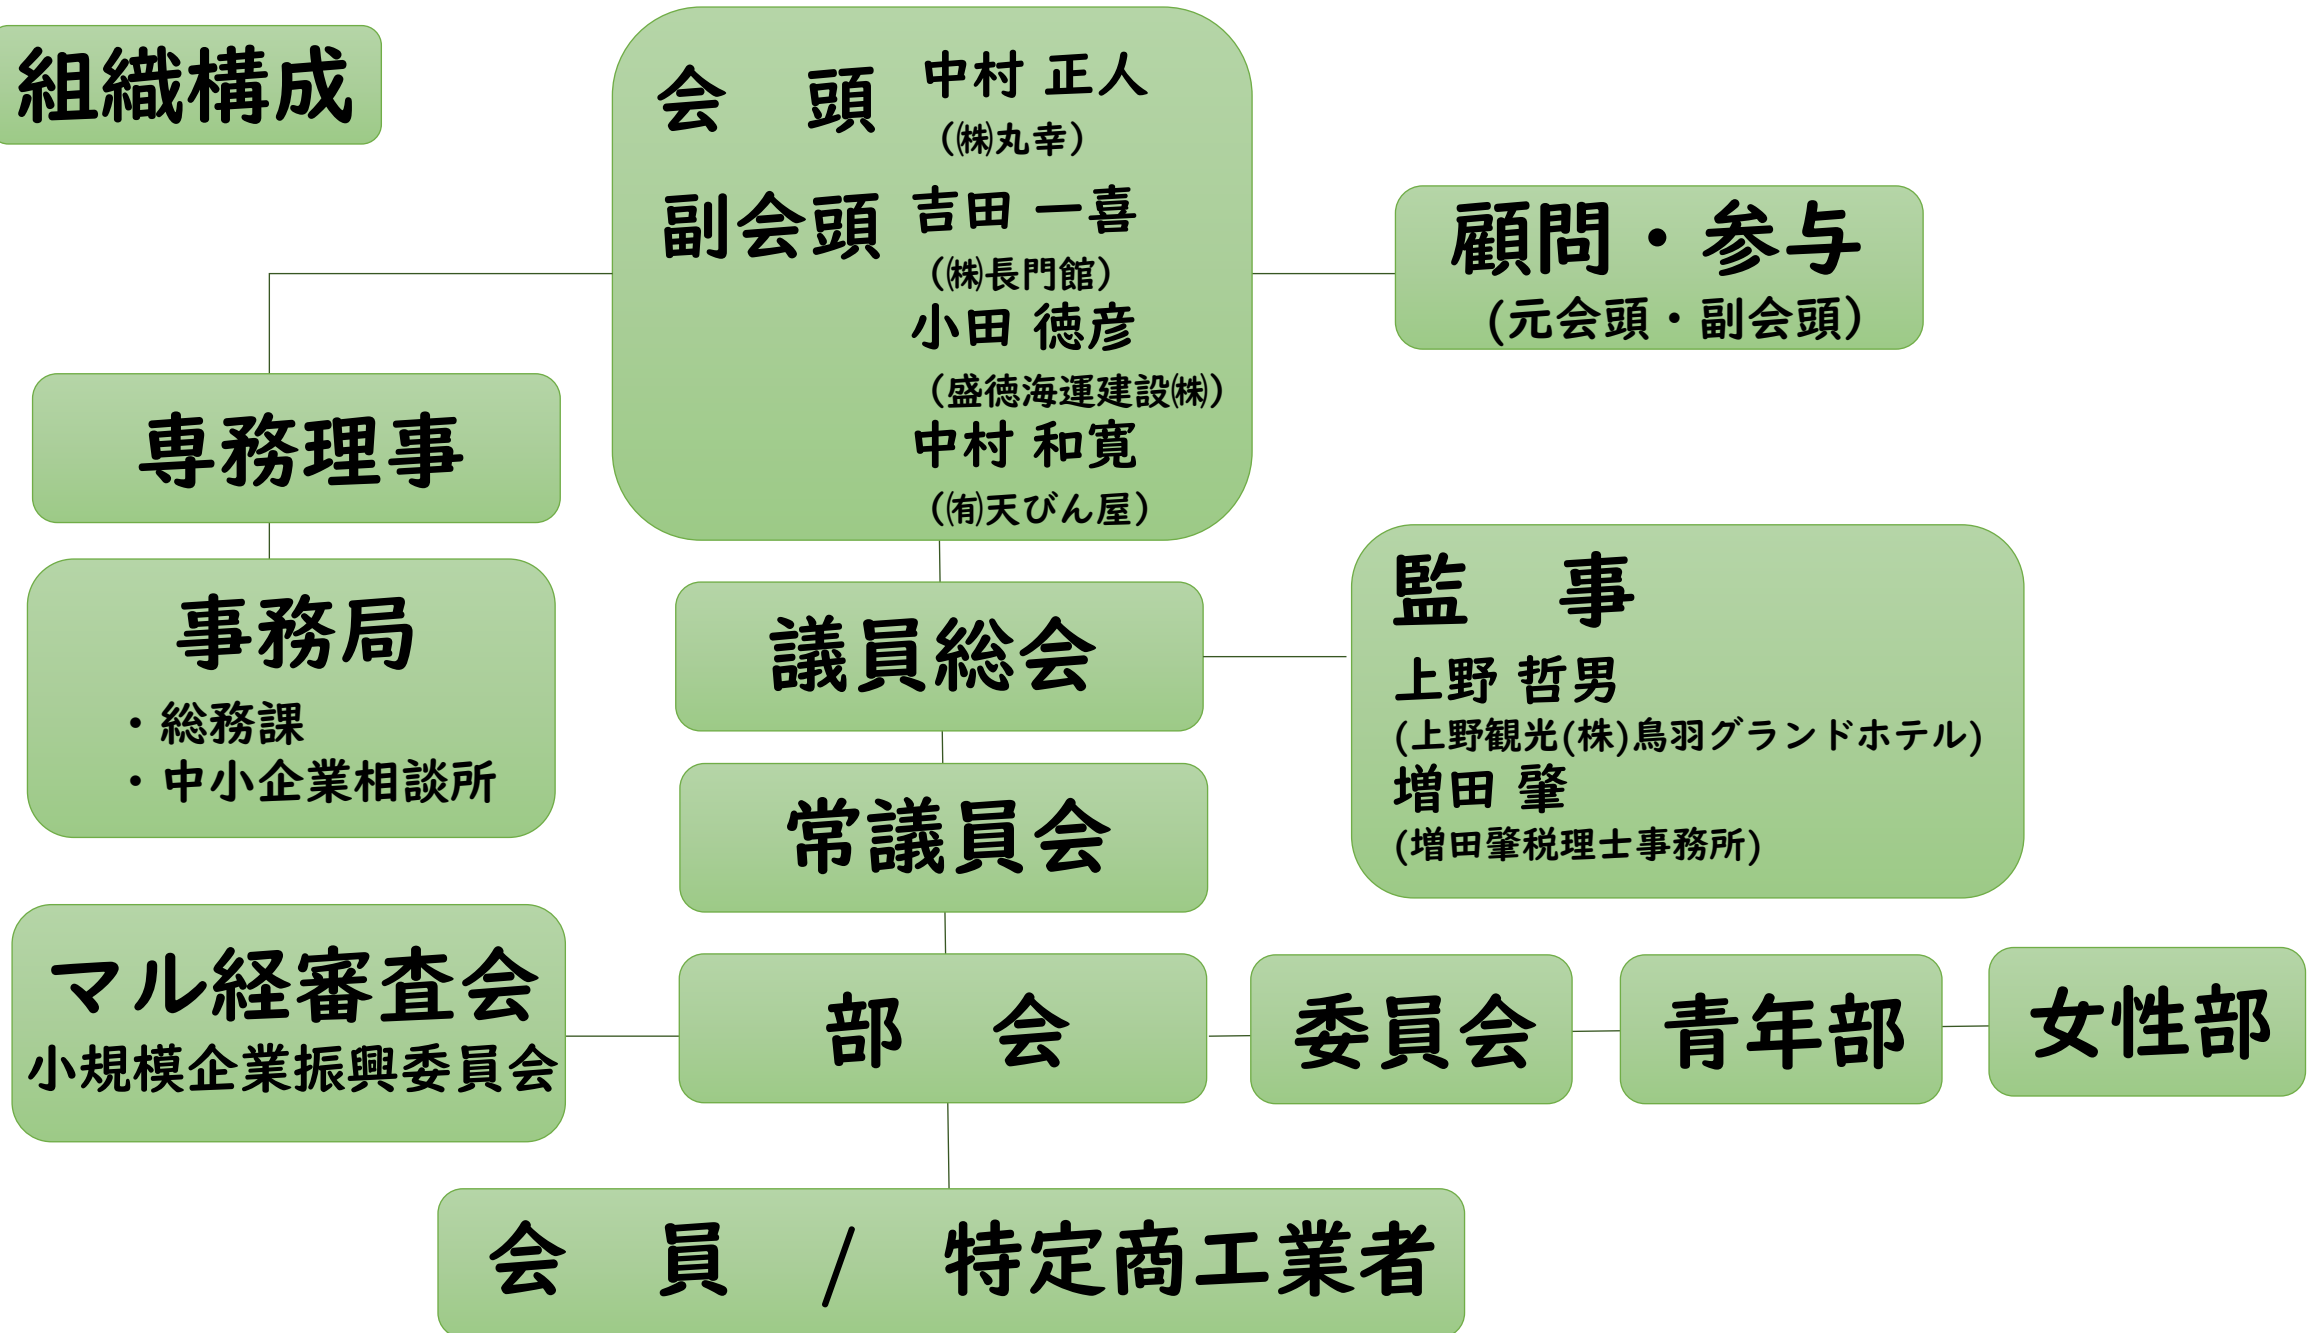 組織構成
会　頭 中村 正人
（㈱丸幸）
副会頭 吉田 一喜
（㈱長門館）
小田 徳彦
（盛徳海運建設㈱）
中村 和寛
（㈲天びん屋）
顧問・参与
(元会頭・副会頭）
専務理事
事務局
・総務課
・中小企業相談所
議員総会
監　事
上野 哲男
(上野観光(株)鳥羽グランドホテル)
増田 肇
(増田肇税理士事務所)
常議員会
マル経審査会
小規模企業振興委員会
部　会
委員会
青年部
女性部
会　員　/　特定商工業者